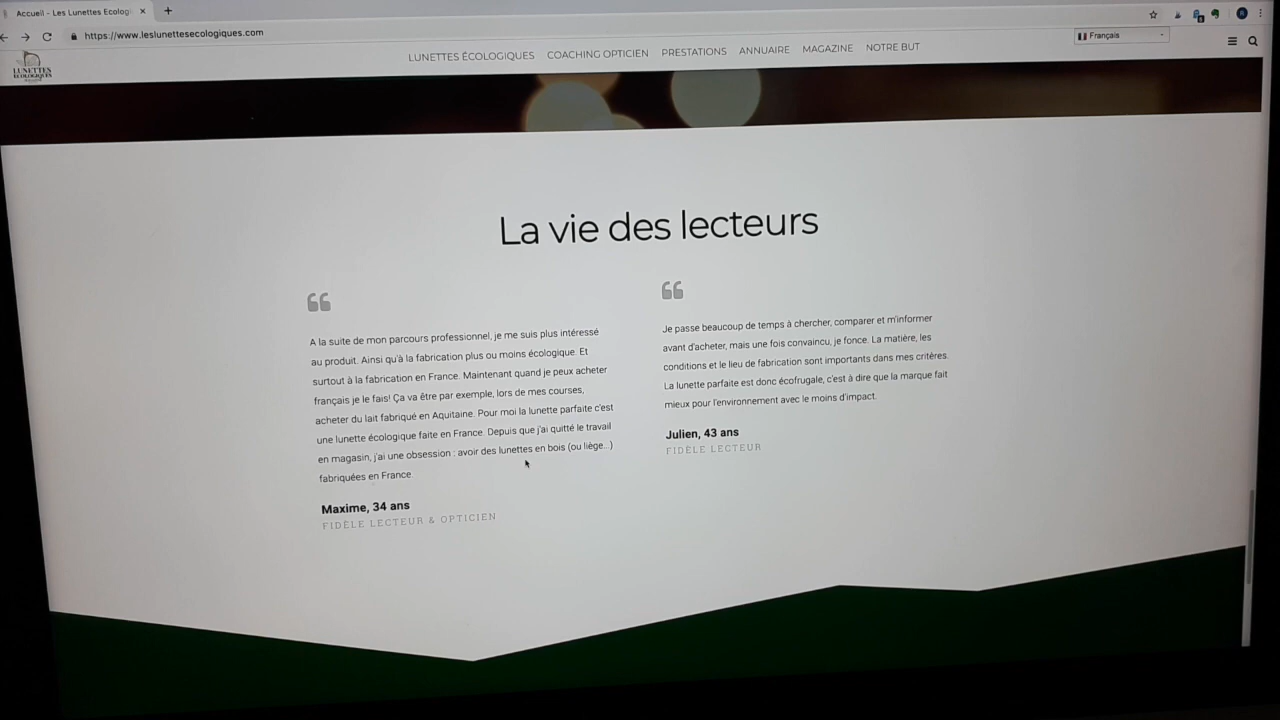 Accueil - Les Lunettes Ecolog
https://www.leslunettesecologiques.com
LUNETTES
ÉCOLOGIQUES
LUNETTES ÉCOLOGIQUES COACHING OPTICIEN PRESTATIONS ANNUAIRE MAGAZINE NOTRE BUT
Français
La vie des lecteurs
A la suite de mon parcours professionnel, je me suis plus intéressé
au produit. Ainsi qu'à la fabrication plus ou moins écologique. Et
surtout à la fabrication en France. Maintenant quand je peux acheter
français je le fais! Ça va être par exemple, lors de mes courses,
acheter du lait fabriqué en Aquitaine. Pour moi la lunette parfaite c'est
une lunette écologique faite en France. Depuis que j'ai quitté le travail
en magasin, j'ai une obsession : avoir des lunettes en bois (ou liège...)
fabriquées en France.
Maxime, 34 ans
FIDÈLE LECTEUR & OPTICIEN
Je passe beaucoup de temps à chercher, comparer et m'informer
avant d'acheter, mais une fois convaincu, je fonce. La matière, les
conditions et le lieu de fabrication sont importants dans mes critères.
La lunette parfaite est donc écofrugale, c'est à dire que la marque fait
mieux pour l'environnement avec le moins d'impact.
Julien, 43 ans
FIDÈLE LECTEUR